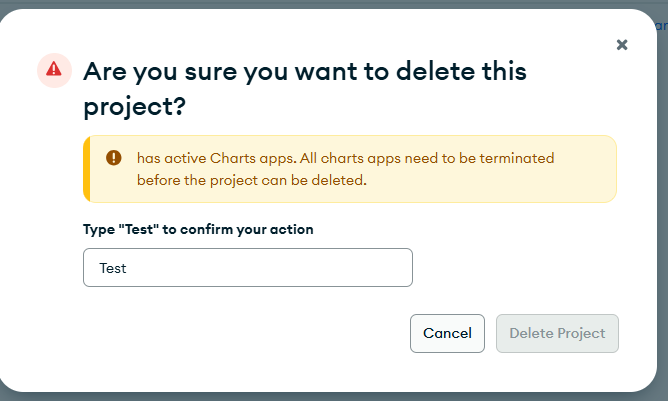 Are you sure you want to delete this
project?
has active Charts apps. All charts apps need to be terminated
before the project can be deleted.
Type "Test" to confirm your action
Test
Cancel
Delete Project